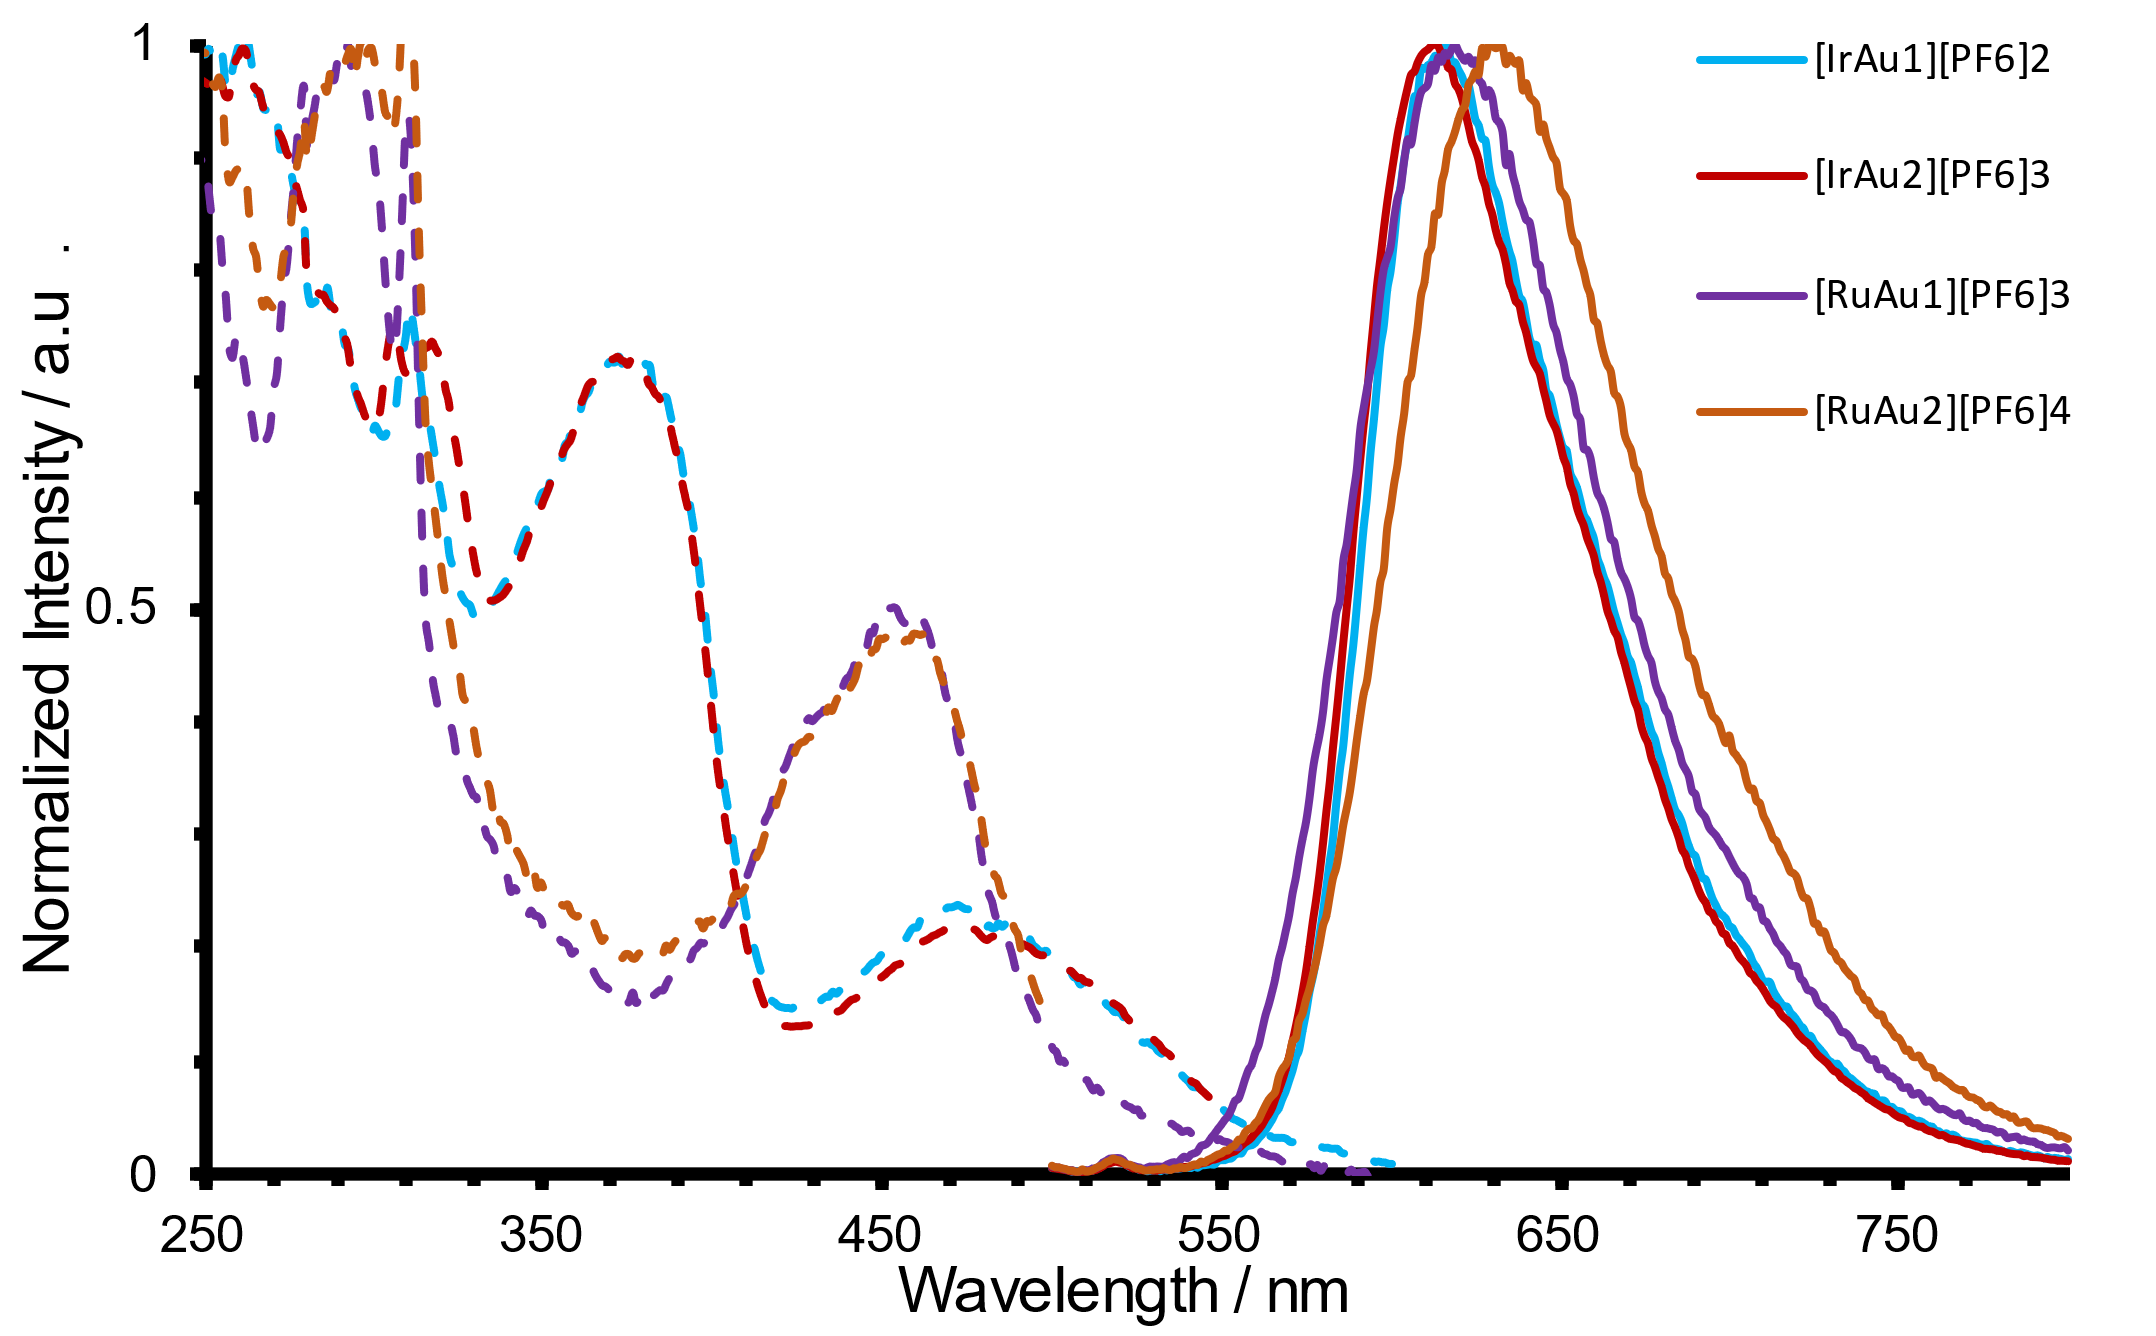 1
[IrAu1][PF6]2
[IrAu2][PF6]3
[RuAu1][PF6]3
[RuAu2][PF6]4
Normalized Intensity / a.u .
0.5
0
250 350 450 550 650 750
Wavelength / nm